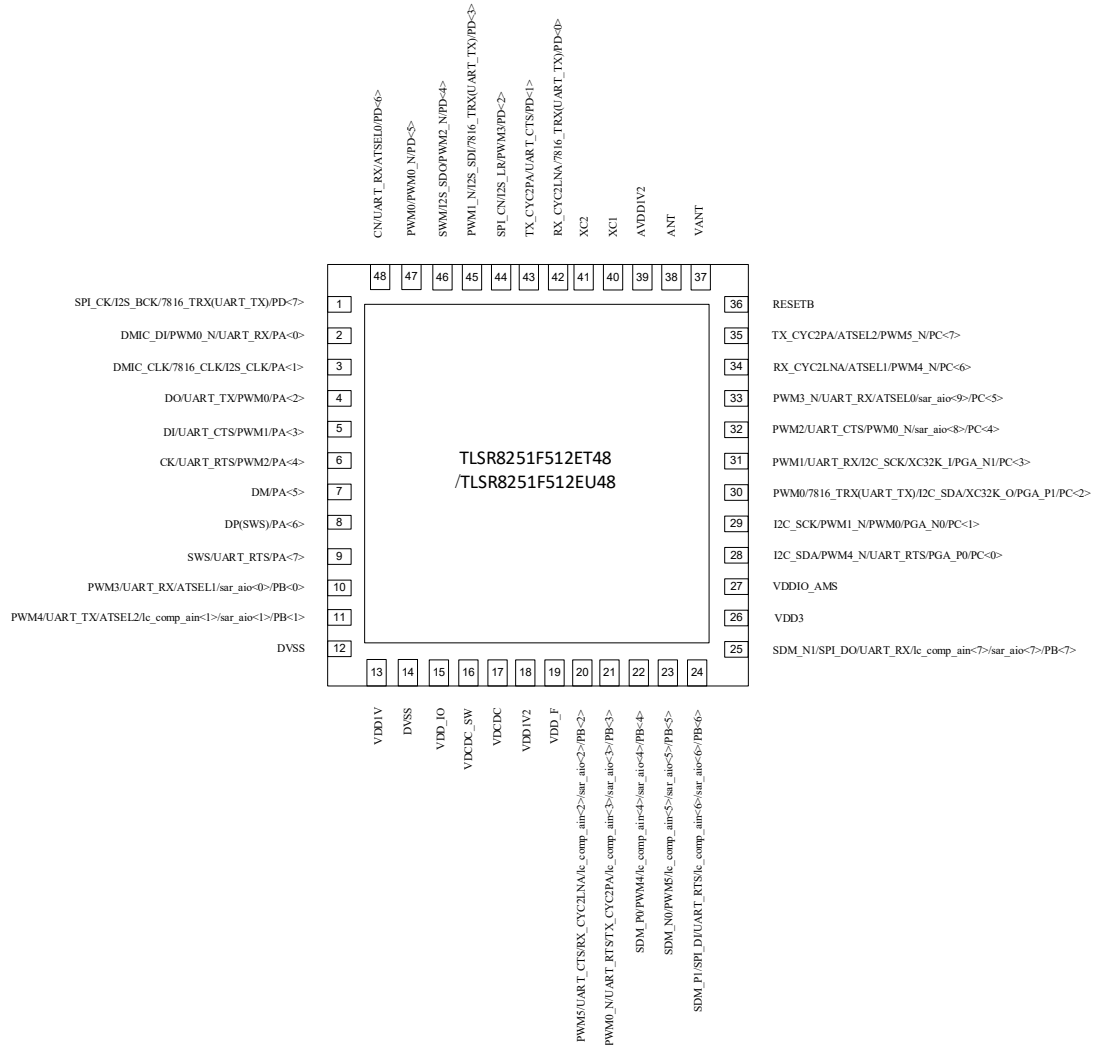 CN/UART_RX/ATSEL0/PD<6>
PWM0/PWM0_N/PD<5>
SWM/I2S_SDO/PWM2_N/PD<4>
PWM1_N/I2S_SDI/7816_TRX(UART_TX)/PD<3>
SPI_CN/I2S_LR/PWM3/PD<2>
TX_CYC2PA/UART_CTS/PD<1>
RX_CYC2LNA/7816_TRX(UART_TX)/PD<0>
XC2
XC1
AVDD1V2
ANT
VANT
48
47
46
45
44
43
42
41
40
39
38
37
SPI_CK/I2S_BCK/7816_TRX(UART_TX)/PD<7>
1
DMIC_DI/PWM0_N/UART_RX/PA<0>
2
DMIC_CLK/7816_CLK/I2S_CLK/PA<1>
3
DO/UART_TX/PWM0/PA<2>
4
DI/UART_CTS/PWM1/PA<3>
5
CK/UART_RTS/PWM2/PA<4>
6
DM/PA<5>
7
DP(SWS)/PA<6>
8
SWS/UART_RTS/PA<7>
9
PWM3/UART_RX/ATSEL1/sar_aio<0>/PB<0>
10
PWM4/UART_TX/ATSEL2/lc_comp_ain<1>/sar_aio<1>/PB<1>
11
DVSS
12
TLSR8251F512ET48
/TLSR8251F512EU48
36
RESETB
35
TX_CYC2PA/ATSEL2/PWM5_N/PC<7>
34
RX_CYC2LNA/ATSEL1/PWM4_N/PC<6>
33
PWM3_N/UART_RX/ATSEL0/sar_aio<9>/PC<5>
32
PWM2/UART_CTS/PWM0_N/sar_aio<8>/PC<4>
31
PWM1/UART_RX/I2C_SCK/XC32K_I/PGA_N1/PC<3>
30
PWM0/7816_TRX(UART_TX)/I2C_SDA/XC32K_O/PGA_P1/PC<2>
29
I2C_SCK/PWM1_N/PWM0/PGA_N0/PC<1>
28
I2C_SDA/PWM4_N/UART_RTS/PGA_P0/PC<0>
27
VDDIO_AMS
26
VDD3
25
SDM_N1/SPI_DO/UART_RX/lc_comp_ain<7>/sar_aio<7>/PB<7>
13
14
15
16
17
18
19
20
21
22
23
24
VDD1V
DVSS
VDD_IO
VDCDC_SW
VDCDC
VDD1V2
VDD_F
PWM5/UART_CTS/RX_CYC2LNA/lc_comp_ain<2>/sar_aio<2>/PB<2>
PWM0_N/UART_RTS/TX_CYC2PA/lc_comp_ain<3>/sar_aio<3>/PB<3>
SDM_P0/PWM4/lc_comp_ain<4>/sar_aio<4>/PB<4>
SDM_N0/PWM5/lc_comp_ain<5>/sar_aio<5>/PB<5>
SDM_P1/SPI_DI/UART_RTS/lc_comp_ain<6>/sar_aio<6>/PB<6>